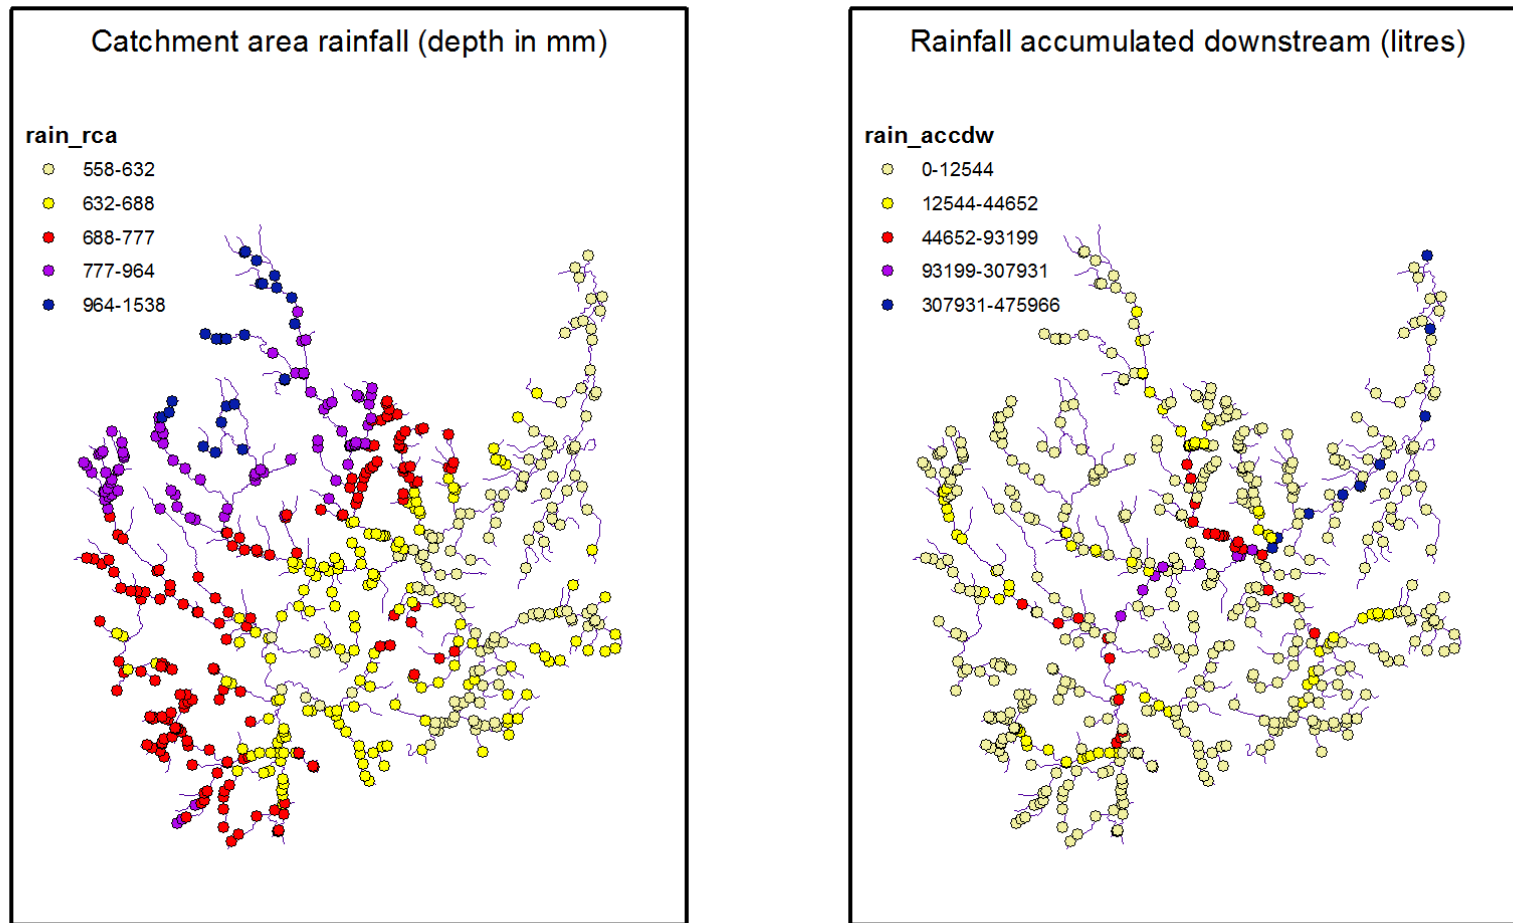 Catchment area rainfall (depth in mm)
rain_rca
558-632
632-688
688-777
777-964
964-1538
Rainfall accumulated downstream (litres)
rain_accdw
0-12544
12544-44652
44652-93199
93199-307931
307931-475966